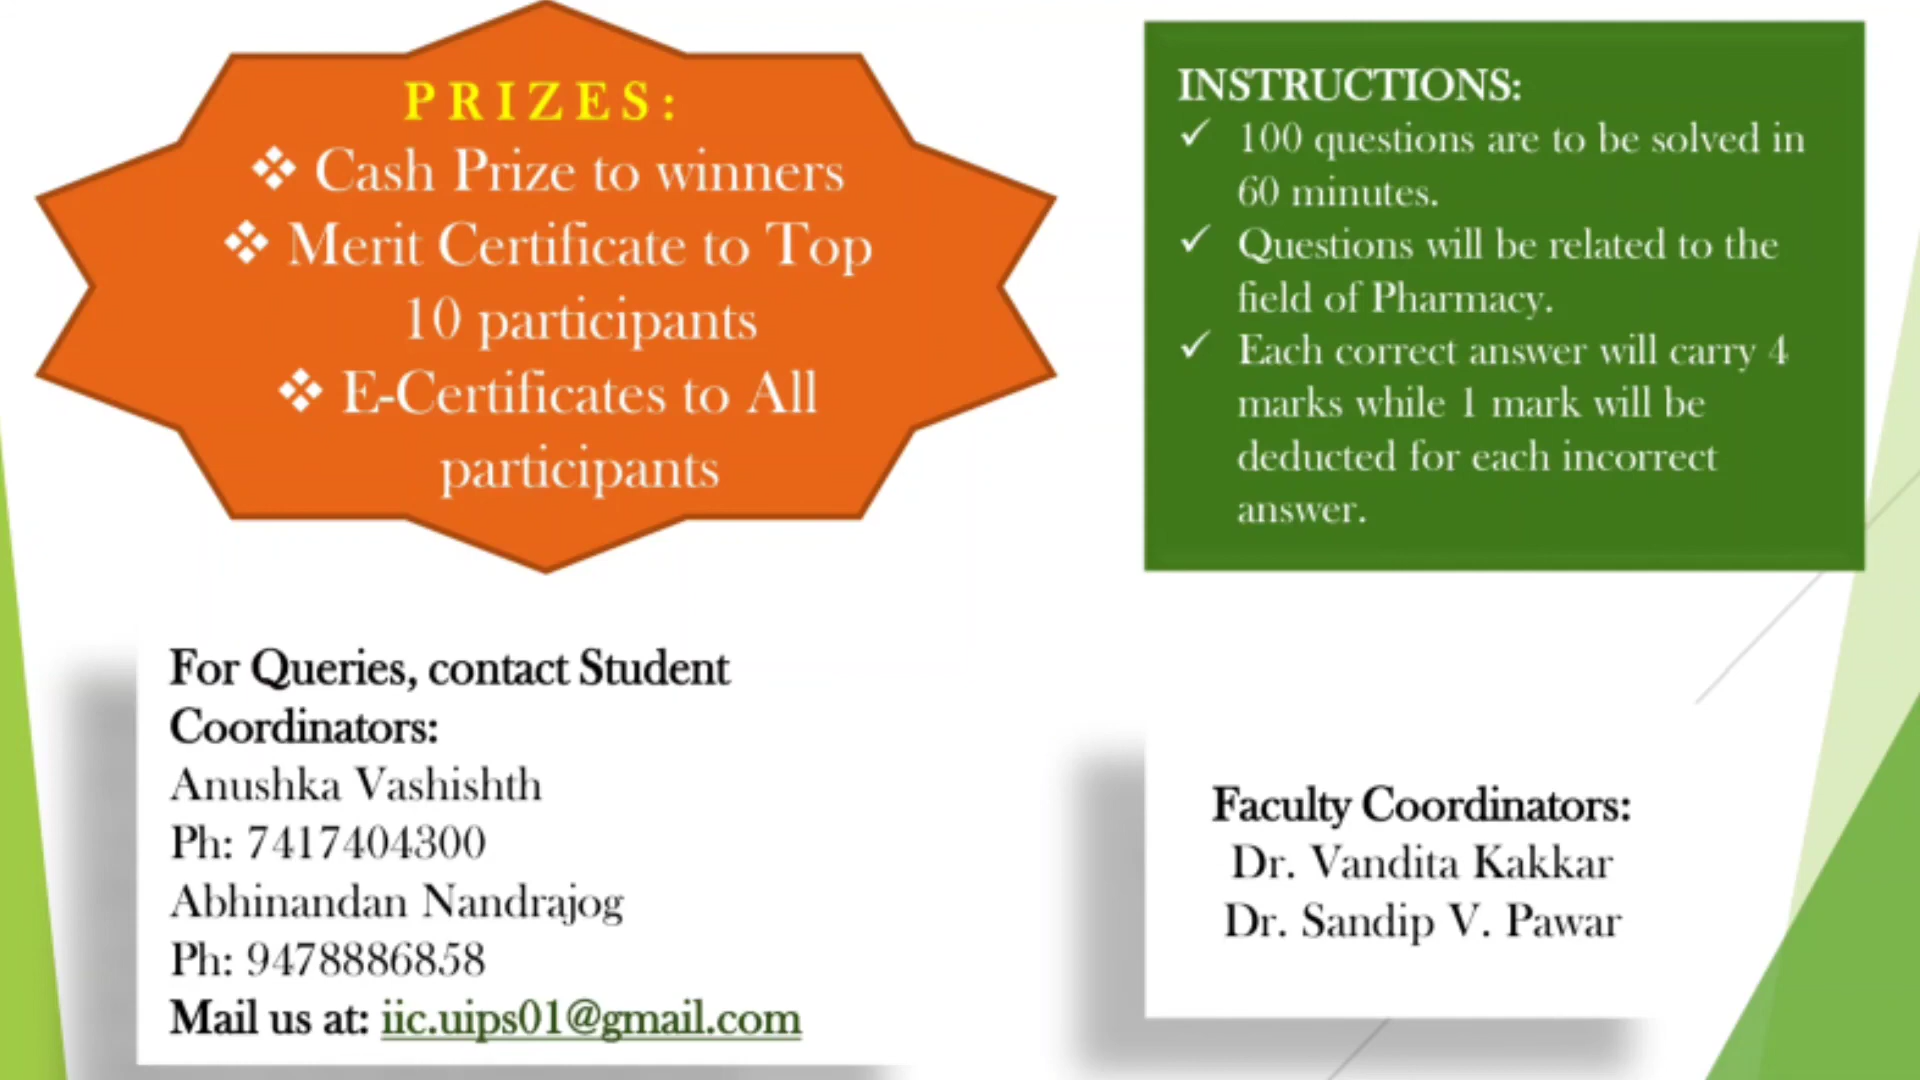 PRIZES:
❖ Cash Prize to winners
❖ Merit Certificate to Top
10 participants
❖ E-Certificates to All
participants
INSTRUCTIONS:
✓ 100 questions are to be solved in
60 minutes.
✓ Questions will be related to the
field of Pharmacy.
✓ Each correct answer will carry 4
marks while 1 mark will be
deducted for each incorrect
answer.
For Queries, contact Student
Coordinators:
Anushka Vashishth
Ph: 7417404300
Abhinandan Nandrajog
Ph: 9478886858
Mail us at: iic.uips01@gmail.com
Faculty Coordinators:
Dr. Vandita Kakkar
Dr. Sandip V. Pawar